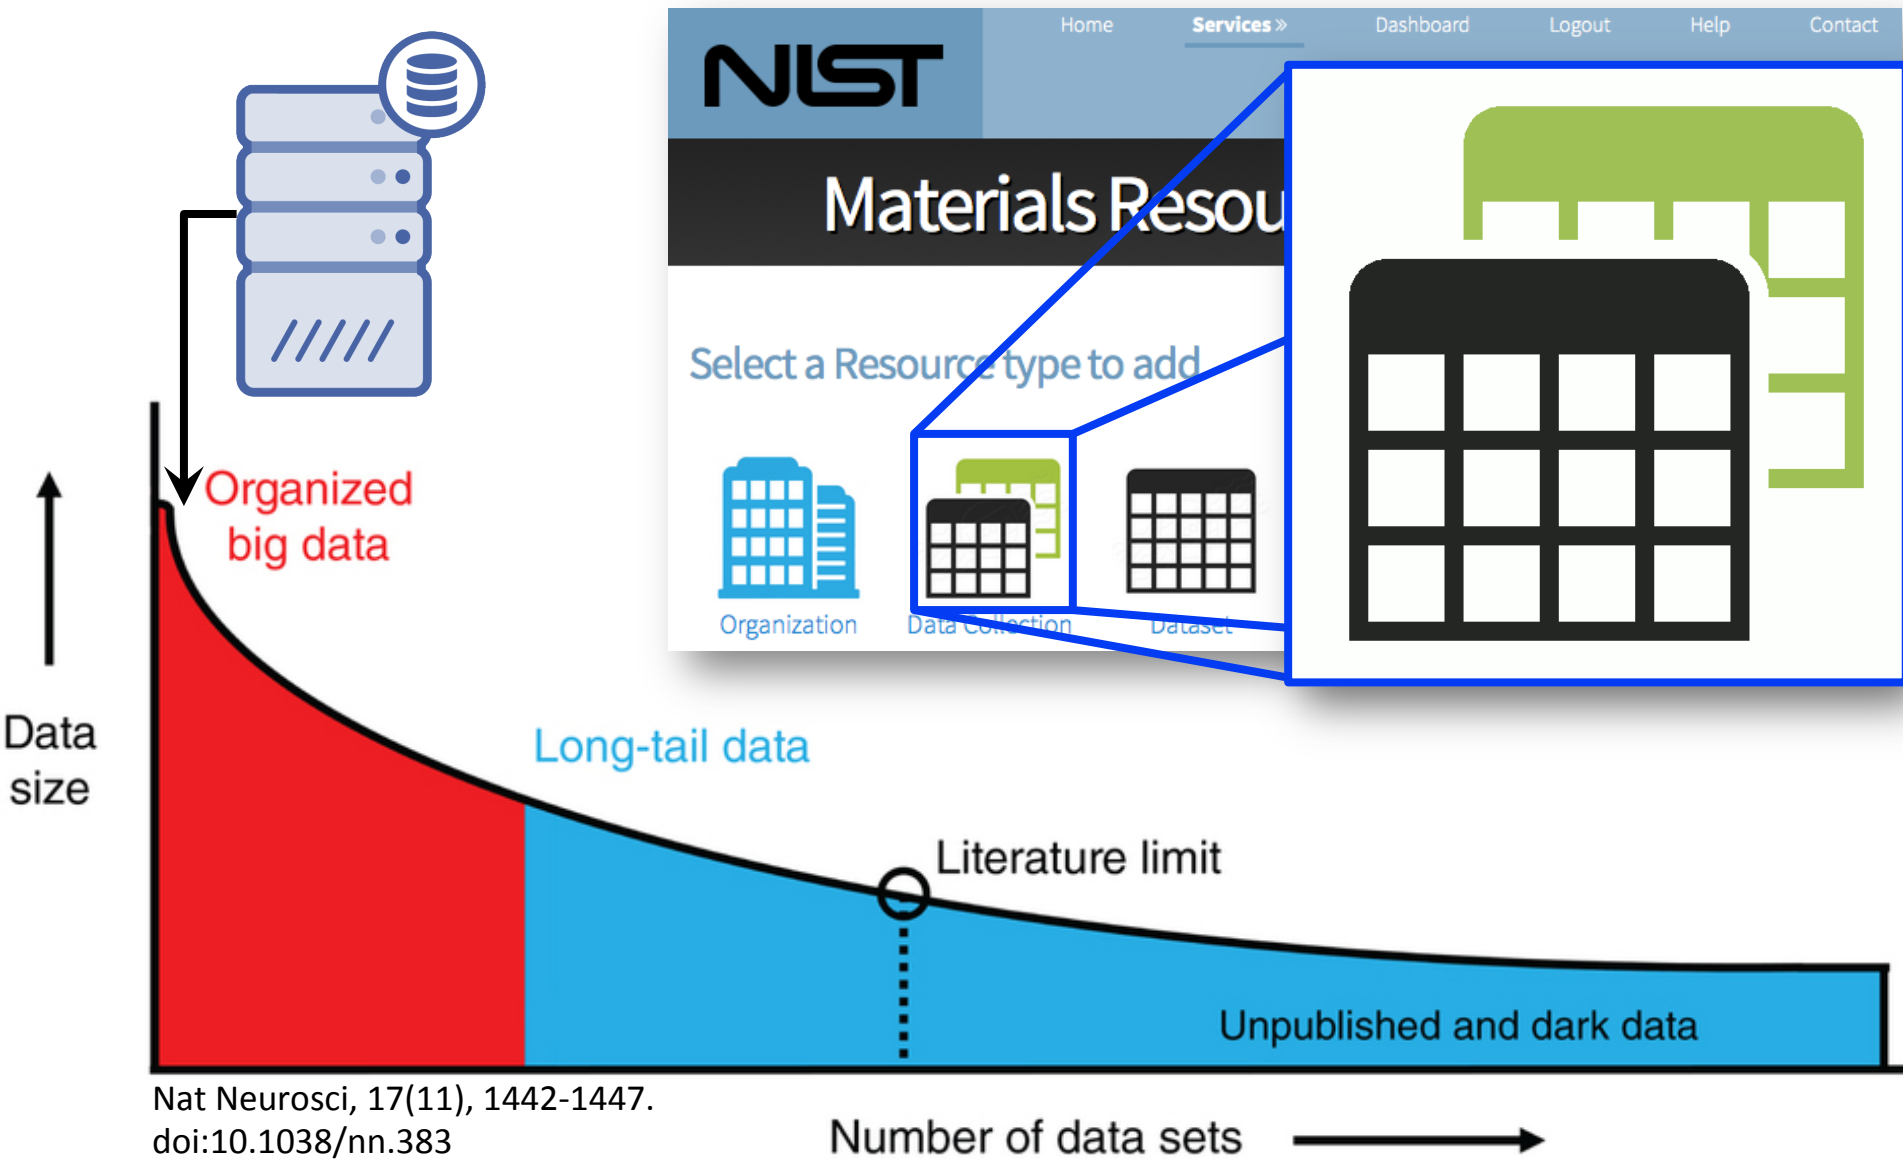 NIST
Home Services » Dashboard Logout Help Contact
Materials Resou
Select a Resource type to add
Organization Data Collection Dataset
Organized
big data
Data
size
Long-tail data
Literature limit
Unpublished and dark data
Nat Neurosci, 17(11), 1442-1447.
doi:10.1038/nn.383
Number of data sets